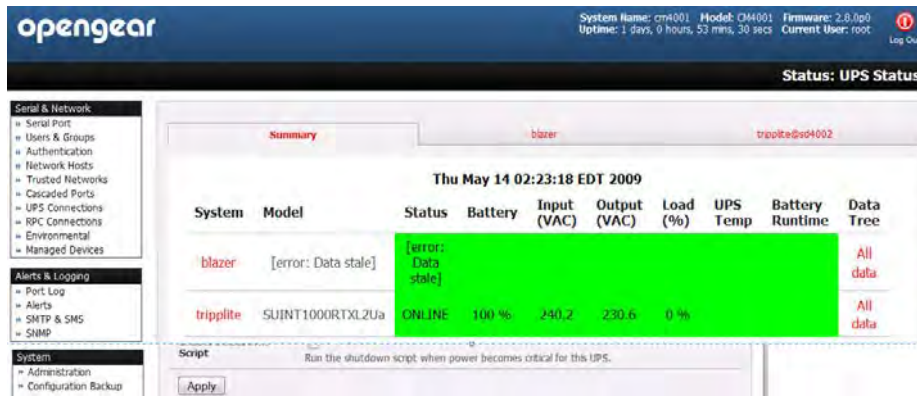 opengear
System Name: cm4001 Model: CM4001 Firmware: 2.8.0p0
Uptime: 1 days, 0 hours, 53 mins, 30 secs Current User: root
Log Ou
Status: UPS Status
Serial & Network
» Serial Port
» Users & Groups
» Authentication
» Network Hosts
» Trusted Networks
» Cascaded Ports
» UPS Connections
» RPC Connections
» Environmental
» Managed Devices
Alerts & Logging
» Port Log
» Alerts
» SMTP & SMS
» SNMP
System
» Administration
» Configuration Backup
Summary blazer tripplite@sd4002
Thu May 14 02:23:18 EDT 2009
System Model Status Battery Input (VAC) Output (VAC) Load (%) UPS Temp Battery Runtime Data Tree
blazer [error: Data stale] [error: Data stale] All data
tripplite SUINT1000RTXL2Ua ONLINE 100 % 240.2 230.6 0 % All data
Script
Run the shutdown script when power becomes critical for this UPS.
Apply